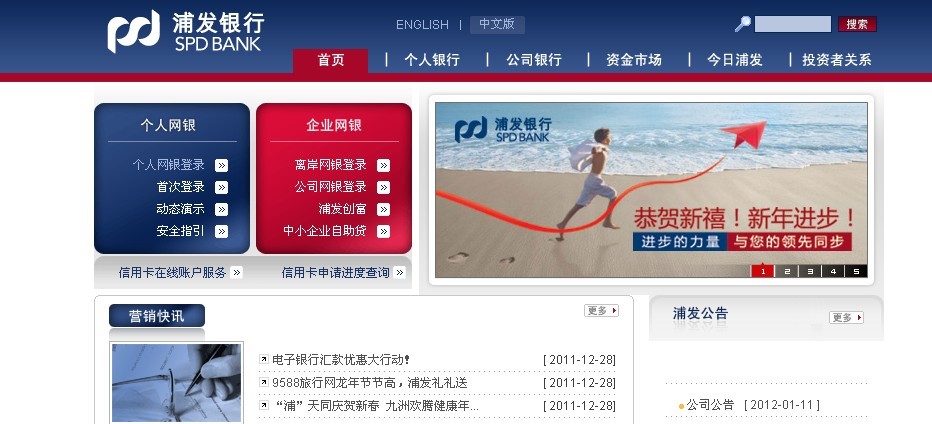 浦发银行
SPD BANK
ENGLISH | 中文版
搜索
首页 | 个人银行 | 公司银行 | 资金市场 | 今日浦发 | 投资者关系
个人网银
个人网银登录
首次登录
动态演示
安全指引
企业网银
离岸网银登录
公司网银登录
浦发创富
中小企业自助贷
信用卡在线账户服务
信用卡申请进度查询
浦发银行
SPD BANK
恭贺新禧！新年进步！
进步的力量 与您的领先同步
1 2 3 4 5
营销快讯
更多
电子银行汇款优惠大行动! [ 2011-12-28]
9588旅行网龙年节节高，浦发礼礼送 [ 2011-12-28]
“浦”天同庆贺新春 九洲欢腾健康年... [ 2011-12-28]
浦发公告
更多
公司公告 [ 2012-01-11 ]